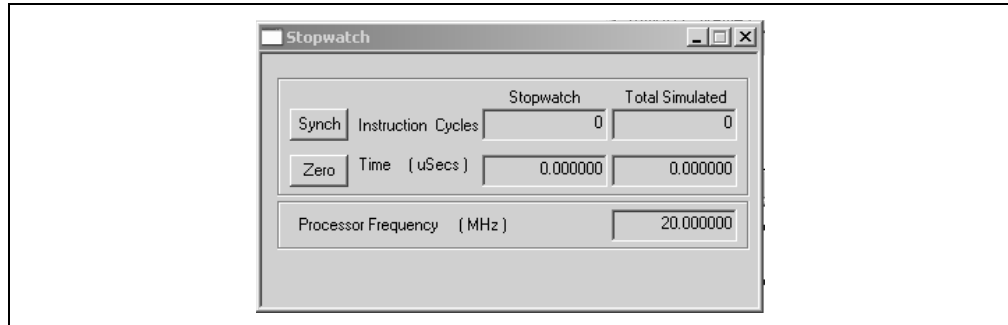 Stopwatch
Stopwatch Total Simulated
Synch Instruction Cycles 0 0
Zero Time ( uSecs ) 0.000000 0.000000
Processor Frequency ( MHz ) 20.000000